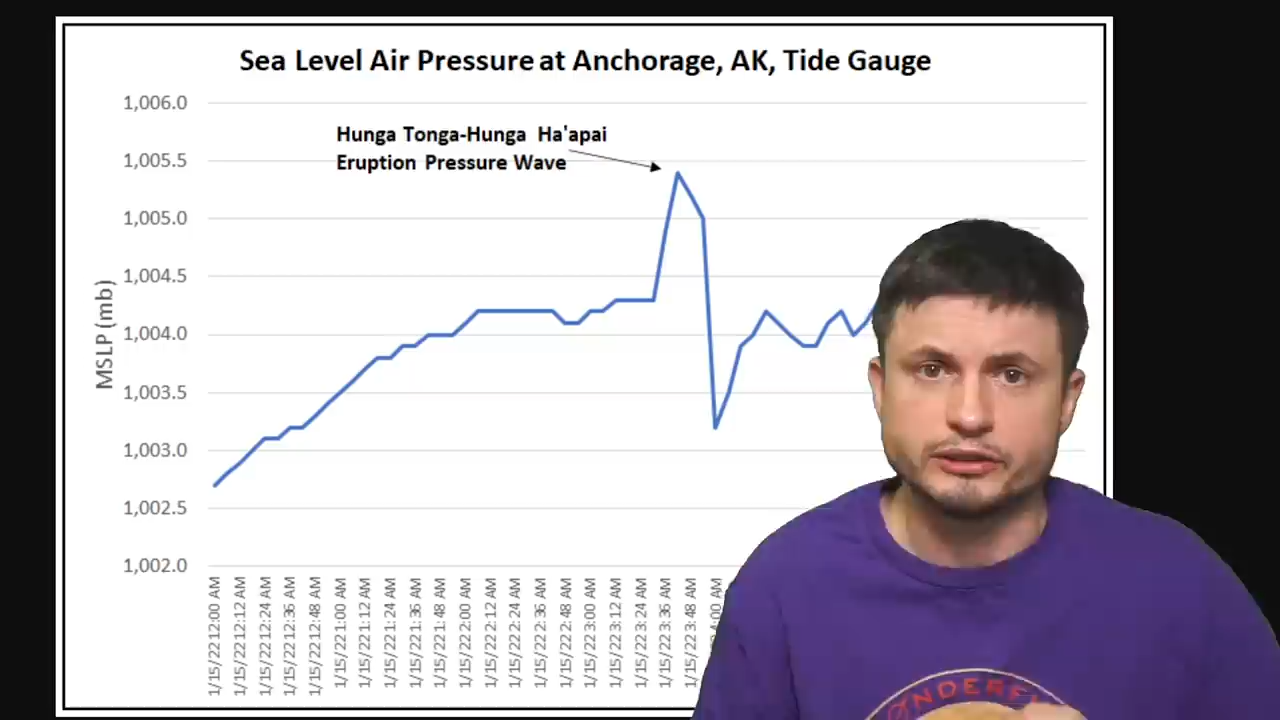 Sea Level Air Pressure at Anchorage, AK, Tide Gauge
1,006.0
Hunga Tonga-Hunga Ha'apai
Eruption Pressure Wave
1,005.5
1,005.0
1,004.5
1,004.0
1,003.5
1,003.0
1,002.5
1,002.0
MSLP (mb)
1/15/22 12:00 AM
1/15/22 12:12 AM
1/15/22 12:24 AM
1/15/22 12:36 AM
1/15/22 12:48 AM
1/15/22 1:00 AM
1/15/22 1:12 AM
1/15/22 1:24 AM
1/15/22 1:36 AM
1/15/22 1:48 AM
1/15/22 2:00 AM
1/15/22 2:12 AM
1/15/22 2:24 AM
1/15/22 2:36 AM
1/15/22 2:48 AM
1/15/22 3:00 AM
1/15/22 3:12 AM
1/15/22 3:24 AM
1/15/22 3:36 AM
1/15/22 3:48 AM
:00 AM